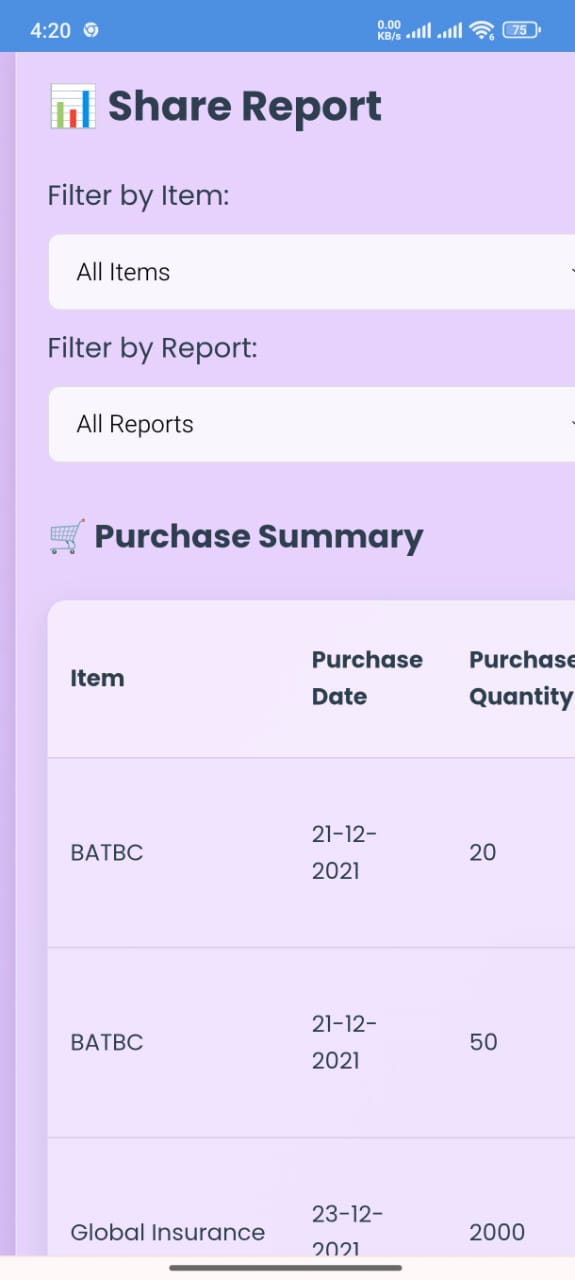 4:20
0.00
KB/s
6
75
Share Report
Filter by Item:
All Items
Filter by Report:
All Reports
Purchase Summary
Item
Purchase
Date
Purchase
Quantity
BATBC
21-12-
2021
20
BATBC
21-12-
2021
50
Global Insurance
23-12-
2021
2000